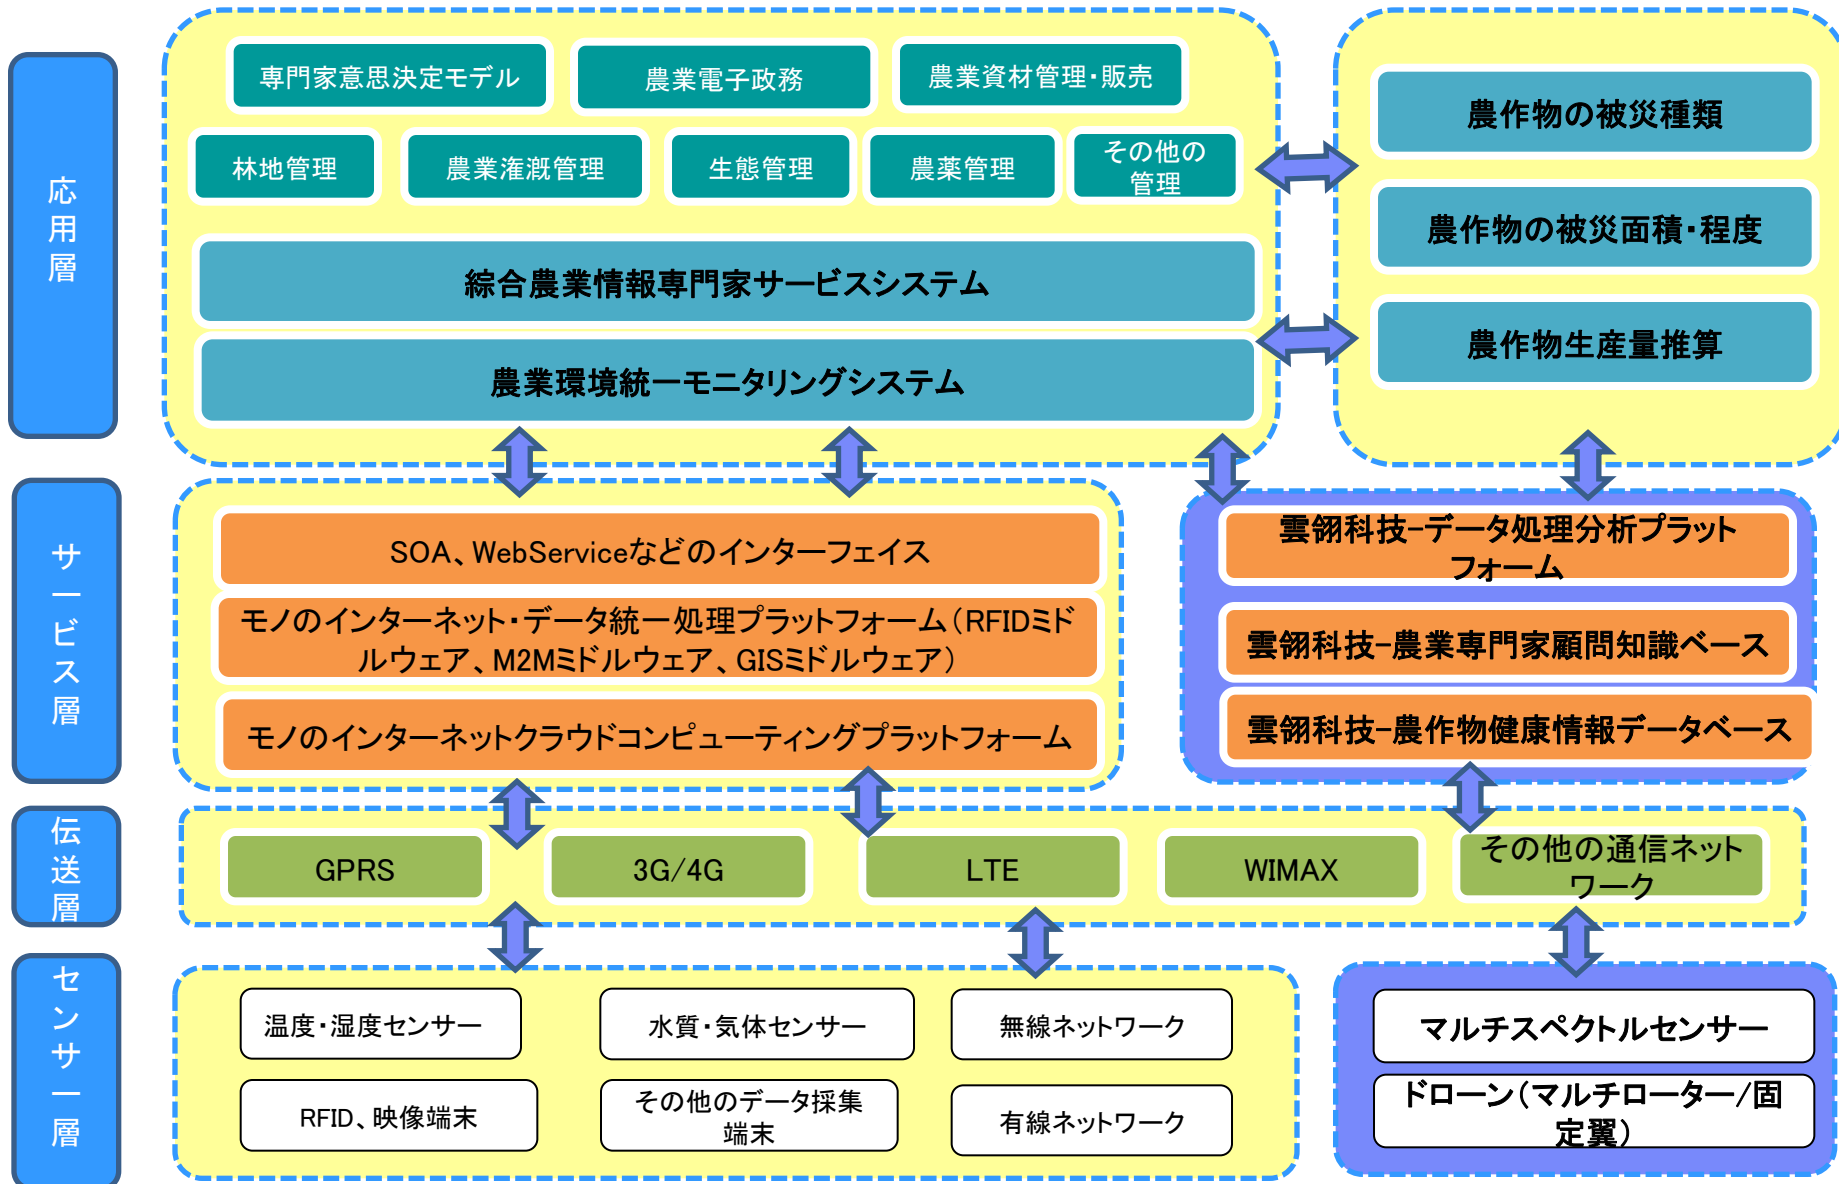 応
用
層
専門家意思決定モデル
農業電子政務
農業資材管理・販売
林地管理
農業潅漑管理
生態管理
農薬管理
その他の
管理
綜合農業情報専門家サービスシステム
農業環境統一モニタリングシステム
農作物の被災種類
農作物の被災面積・程度
農作物生産量推算
サ
ー
ビ
ス
層
SOA、WebServiceなどのインターフェイス
モノのインターネット・データ統一処理プラットフォーム（RFIDミド
ルウェア、M2Mミドルウェア、GISミドルウェア）
モノのインターネットクラウドコンピューティングプラットフォーム
雲翎科技-データ処理分析プラット
フォーム
雲翎科技-農業専門家顧問知識ベース
雲翎科技-農作物健康情報データベース
伝
送
層
GPRS
3G/4G
LTE
WIMAX
その他の通信ネット
ワーク
セ
ン
サ
ー
層
温度・湿度センサー
水質・気体センサー
無線ネットワーク
RFID、映像端末
その他のデータ採集
端末
有線ネットワーク
マルチスペクトルセンサー
ドローン（マルチローター/固
定翼）